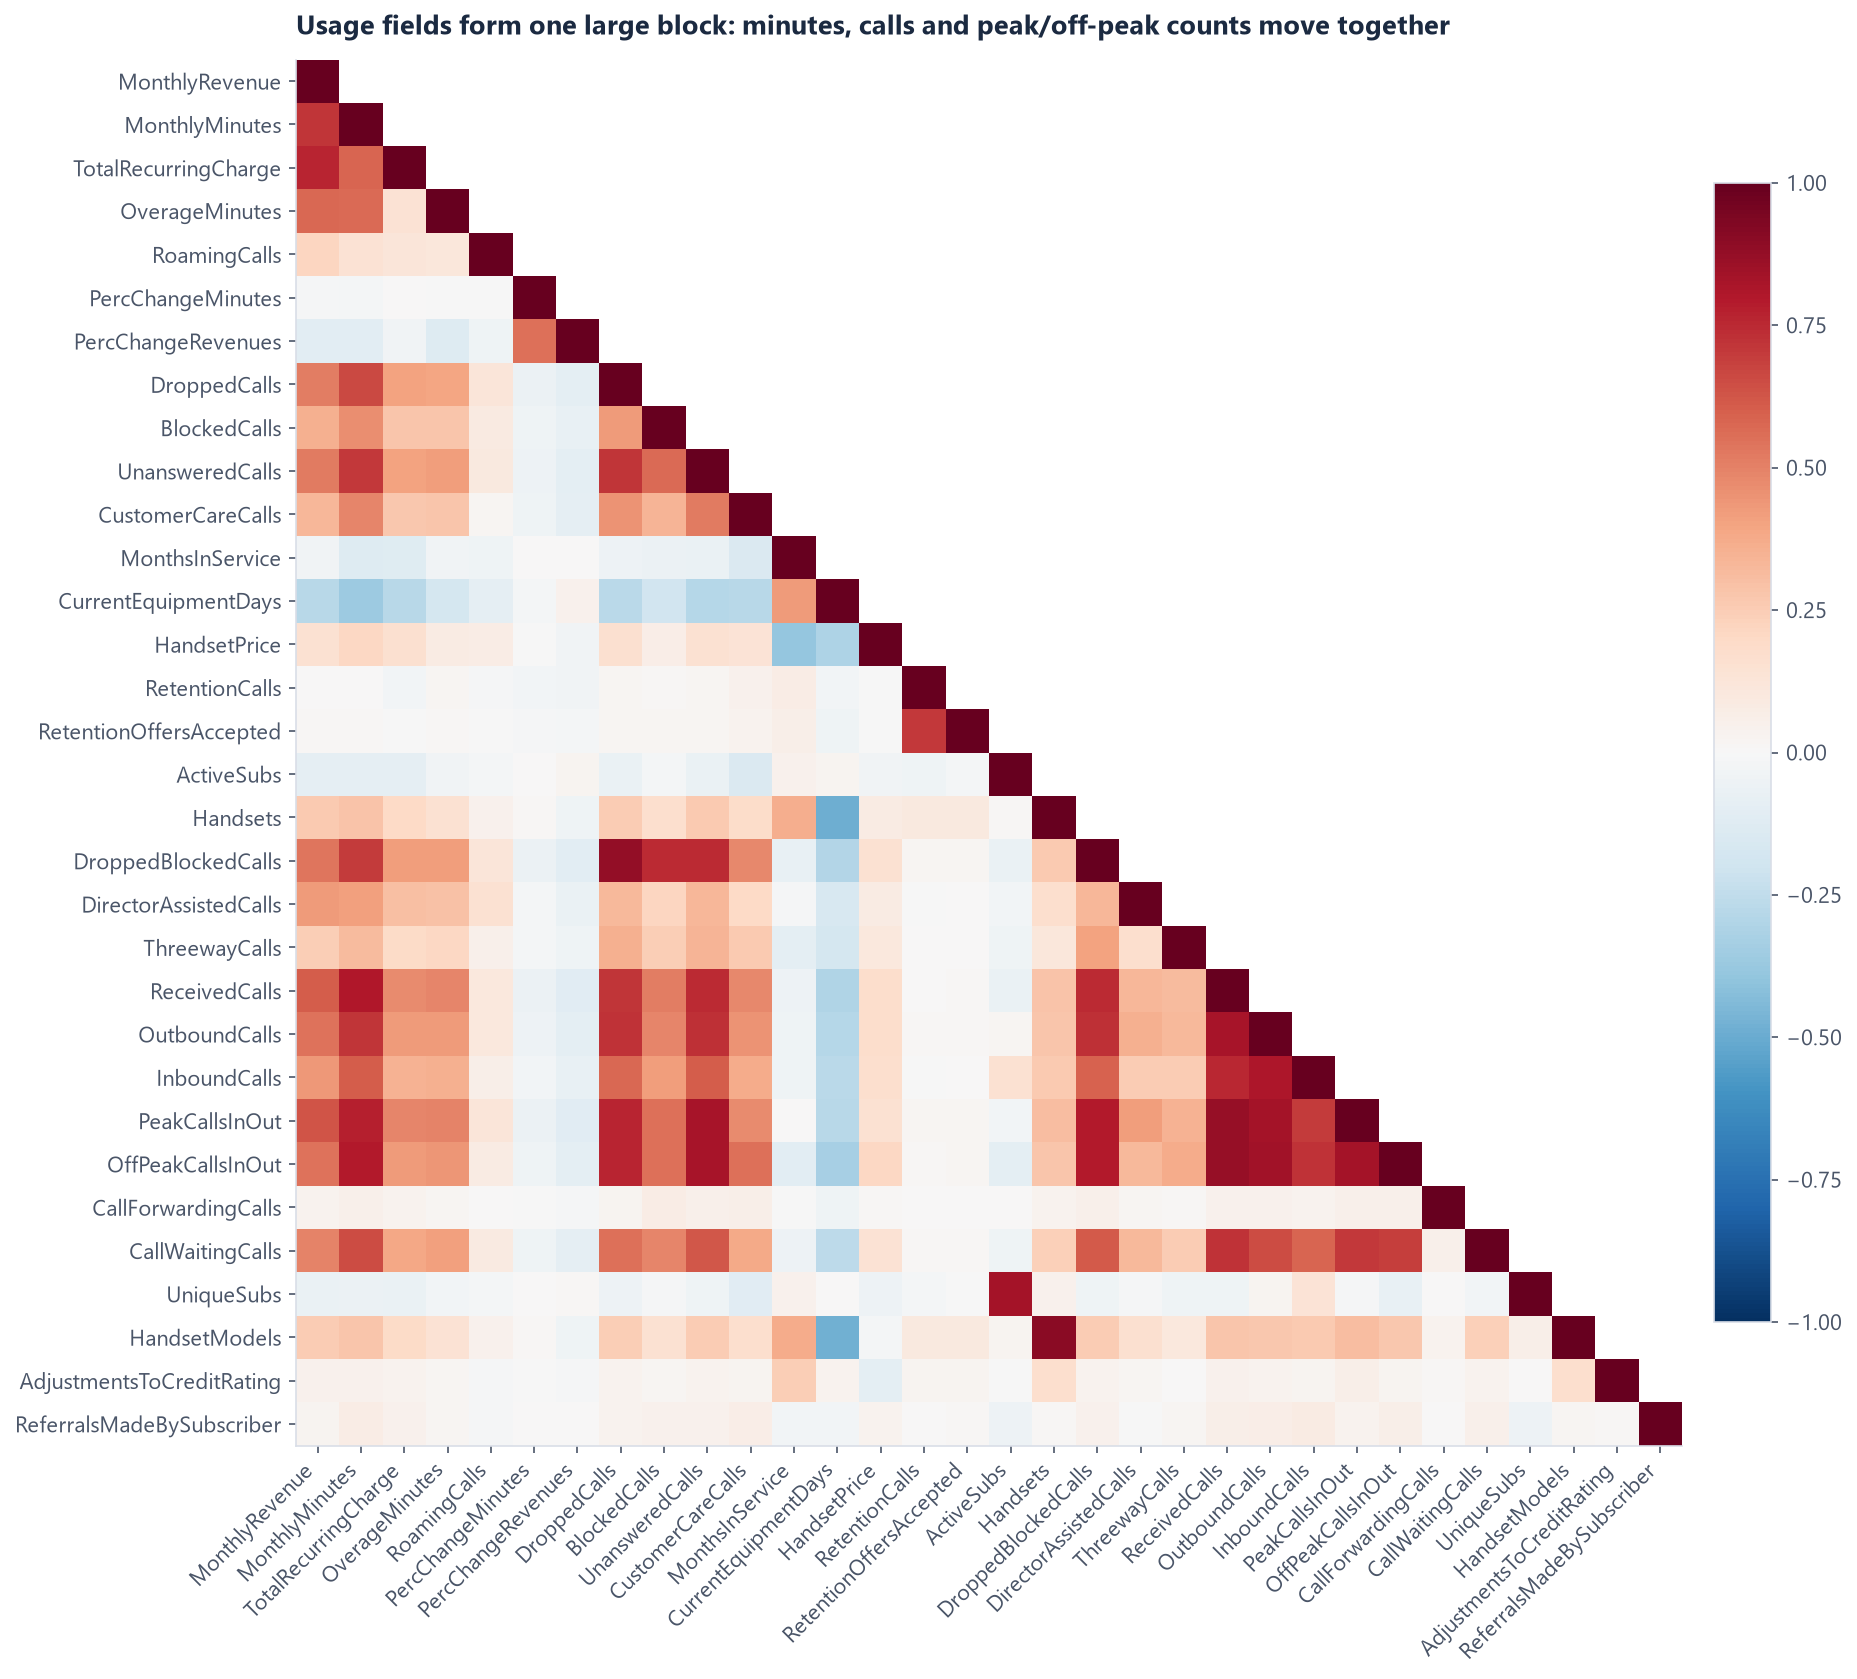 Usage fields form one large block: minutes, calls and peak/off-peak counts move together
MonthlyRevenue
MonthlyMinutes
TotalRecurringCharge
OverageMinutes
RoamingCalls
PercChangeMinutes
PercChangeRevenues
DroppedCalls
BlockedCalls
UnansweredCalls
CustomerCareCalls
MonthsInService
CurrentEquipmentDays
HandsetPrice
RetentionCalls
RetentionOffersAccepted
ActiveSubs
Handsets
DroppedBlockedCalls
DirectorAssistedCalls
ThreewayCalls
ReceivedCalls
OutboundCalls
InboundCalls
PeakCallsInOut
OffPeakCallsInOut
CallForwardingCalls
CallWaitingCalls
UniqueSubs
HandsetModels
AdjustmentsToCreditRating
ReferralsMadeBySubscriber
MonthlyRevenue
MonthlyMinutes
TotalRecurringCharge
OverageMinutes
RoamingCalls
PercChangeMinutes
PercChangeRevenues
DroppedCalls
BlockedCalls
UnansweredCalls
CustomerCareCalls
MonthsInService
CurrentEquipmentDays
HandsetPrice
RetentionCalls
RetentionOffersAccepted
ActiveSubs
Handsets
DroppedBlockedCalls
DirectorAssistedCalls
ThreewayCalls
ReceivedCalls
OutboundCalls
InboundCalls
PeakCallsInOut
OffPeakCallsInOut
CallForwardingCalls
CallWaitingCalls
UniqueSubs
HandsetModels
AdjustmentsToCreditRating
ReferralsMadeBySubscriber
1.00
0.75
0.50
0.25
0.00
−0.25
−0.50
−0.75
−1.00